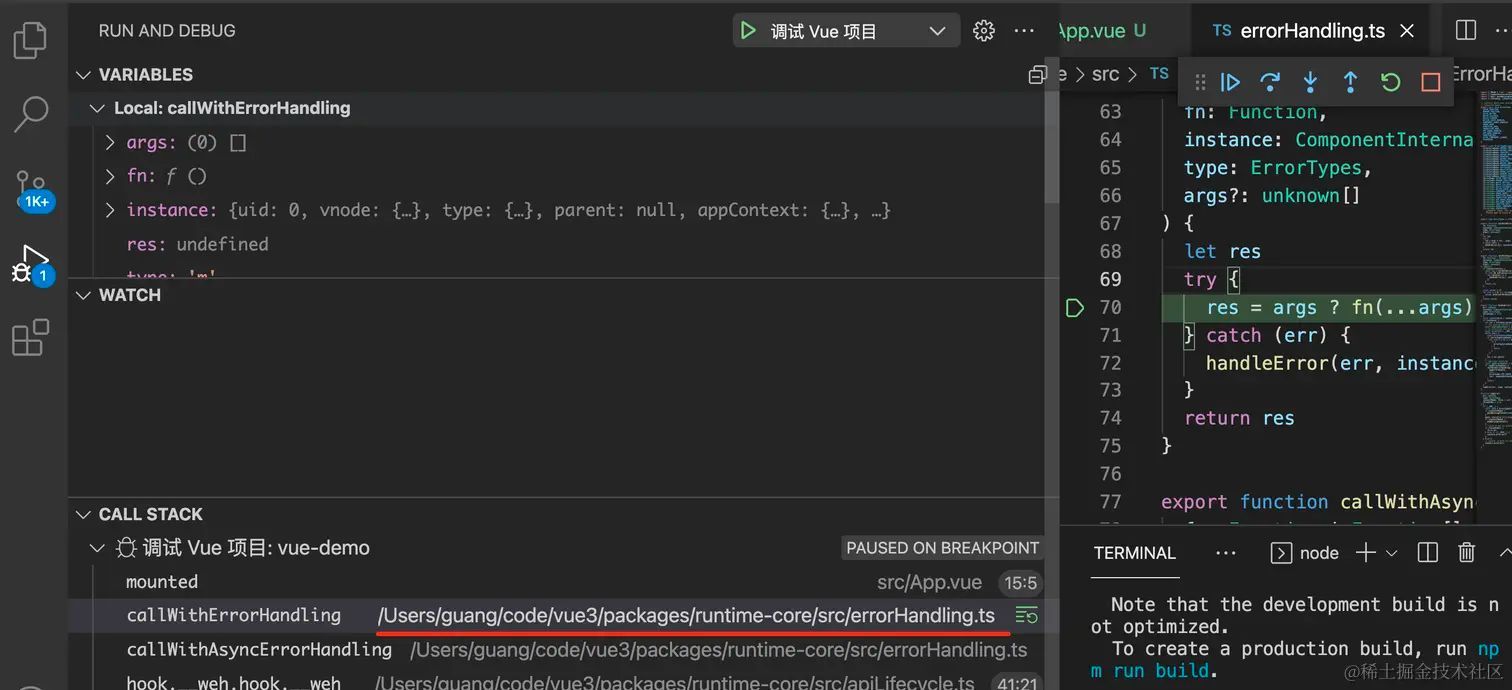 RUN AND DEBUG
调试 Vue 项目
VARIABLES
Local: callWithErrorHandling
args: (0) []
fn: ƒ ()
instance: {uid: 0, vnode: {…}, type: {…}, parent: null, appContext: {…}, …}
res: undefined
type: 'm'
WATCH
CALL STACK
调试 Vue 项目: vue-demo
PAUSED ON BREAKPOINT
mounted src/App.vue 15:5
callWithErrorHandling /Users/guang/code/vue3/packages/runtime-core/src/errorHandling.ts
callWithAsyncErrorHandling /Users/guang/code/vue3/packages/runtime-core/src/errorHandling.ts
hook.__weh.hook.__weh /Users/guang/code/vue3/packages/runtime-core/src/apiLifecycle.ts 41:21
1K+
1
App.vue U
TS errorHandling.ts
e > src > TS
ErrorHa
63 fn: Function,
64 instance: ComponentInterna
65 type: ErrorTypes,
66 args?: unknown[]
67 ) {
68 let res
69 try {
70 res = args ? fn(...args)
71 } catch (err) {
72 handleError(err, instanc
73 }
74 return res
75 }
76
77 export function callWithAsyn
TERMINAL
node
Note that the development build is n
ot optimized.
To create a production build, run np
m run build.
@稀土掘金技术社区